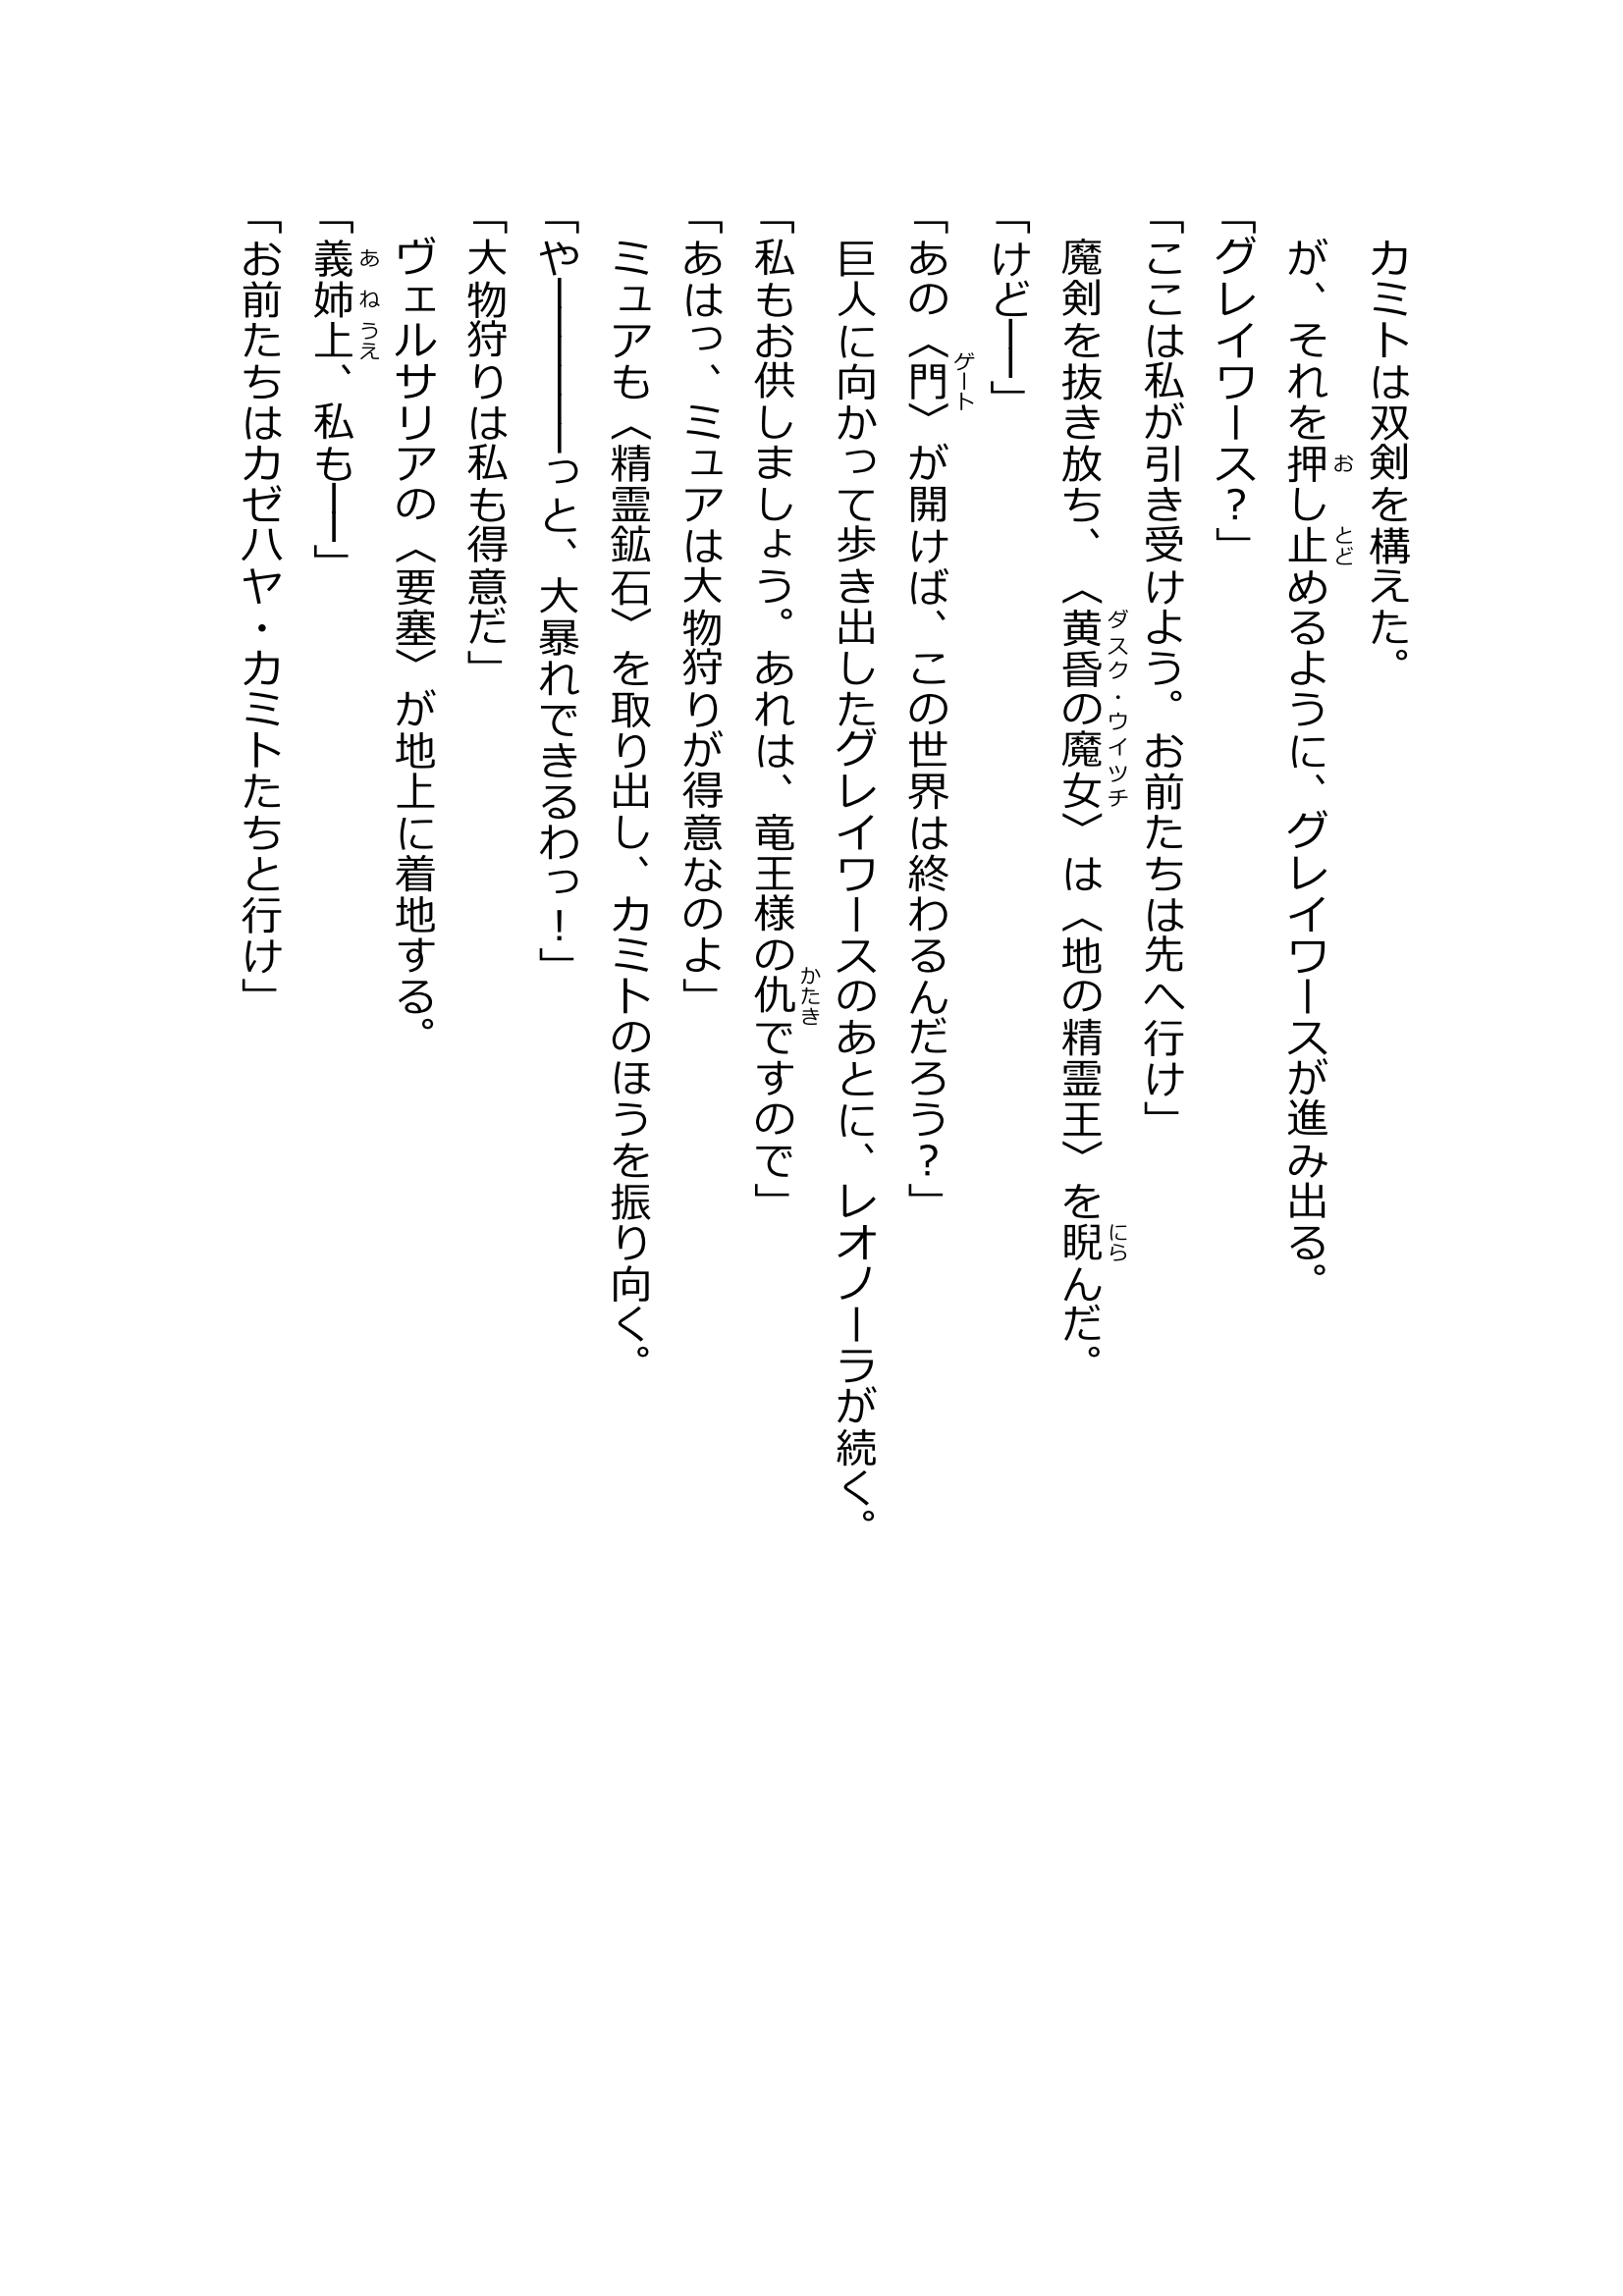 カミトは双剣を構えた。
が、それを押し止めるように、グレイワースが進み出る。
「グレイワース?」
「ここは私が引き受けよう。お前たちは先へ行け」
魔剣を抜き放ち、〈黄昏の魔女〉は〈地の精霊王〉を睨んだ。
「けど――」
「あの〈門〉が開けば、この世界は終わるんだろう?」
巨人に向かって歩き出したグレイワースのあとに、レオノーラが続く。
「私もお供しましょう。あれは、竜王様の仇ですので」
「あはっ、ミュアは大物狩りが得意なのよ」
ミュアも〈精霊鉱石〉を取り出し、カミトのほうを振り向く。
「や――――っと、大暴れできるわっ!」
「大物狩りは私も得意だ」
ヴェルサリアの〈要塞〉が地上に着地する。
「義姉上、私も――」
「お前たちはカゼハヤ・カミトたちと行け」